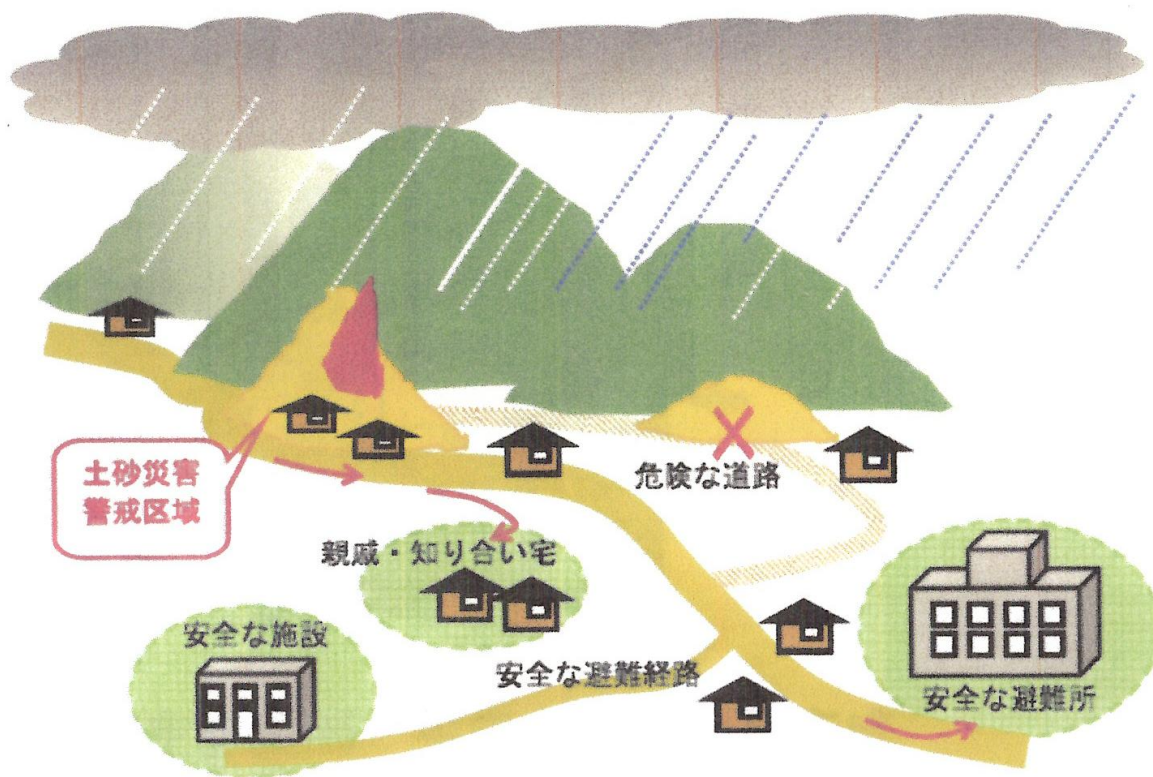 土砂災害
警戒区域
危険な道路
親戚・知り合い宅
安全な施設
安全な避難経路
安全な避難所